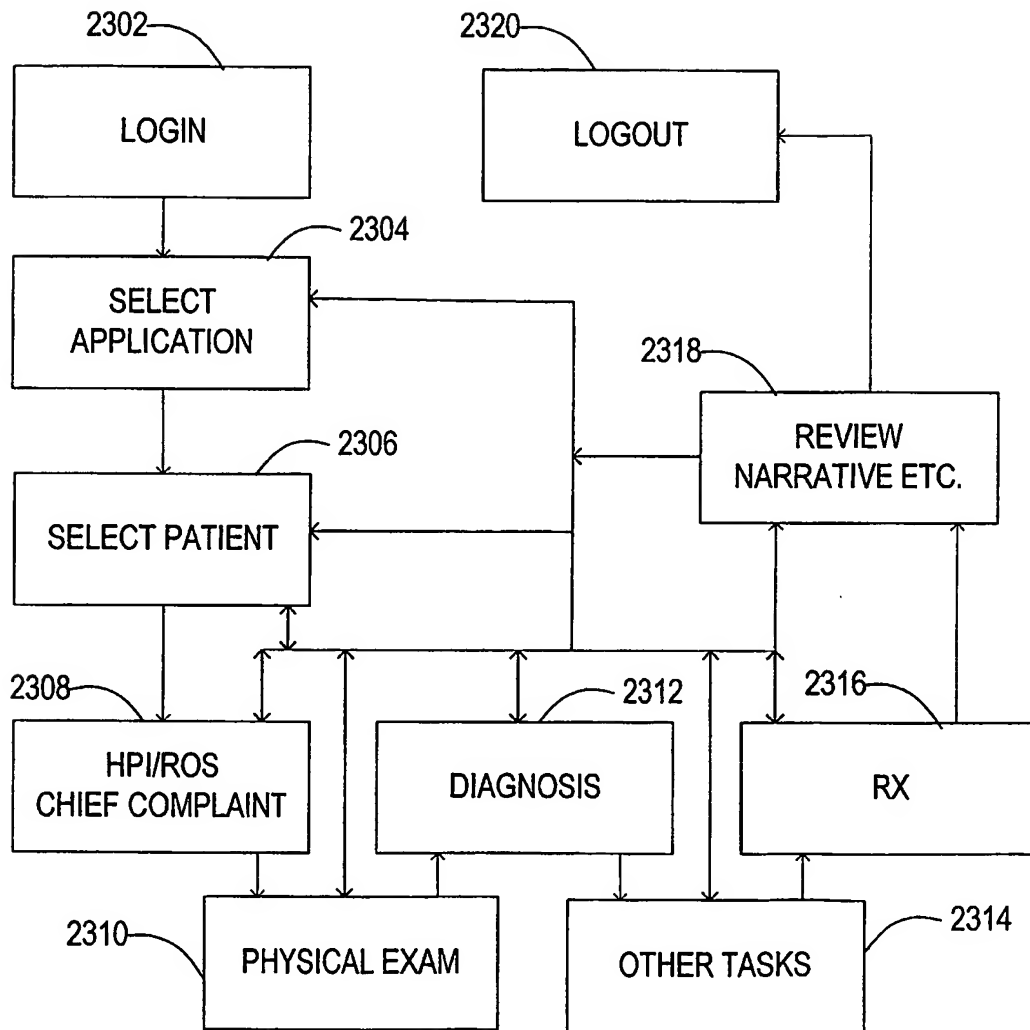 2302
LOGIN
2320
LOGOUT
2304
SELECT
APPLICATION
2318
REVIEW
NARRATIVE ETC.
2306
SELECT PATIENT
2308
HPI/ROS
CHIEF COMPLAINT
2312
DIAGNOSIS
2316
RX
2310
PHYSICAL EXAM
2314
OTHER TASKS